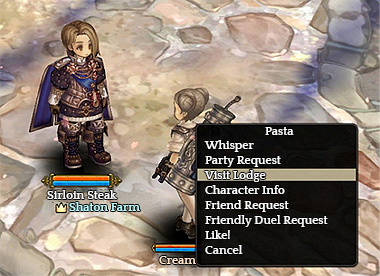 Pasta
Whisper
Party Request
Visit Lodge
Character Info
Friend Request
Friendly Duel Request
Like!
Cancel
Sirloin Steak
Shaton Farm
Cream